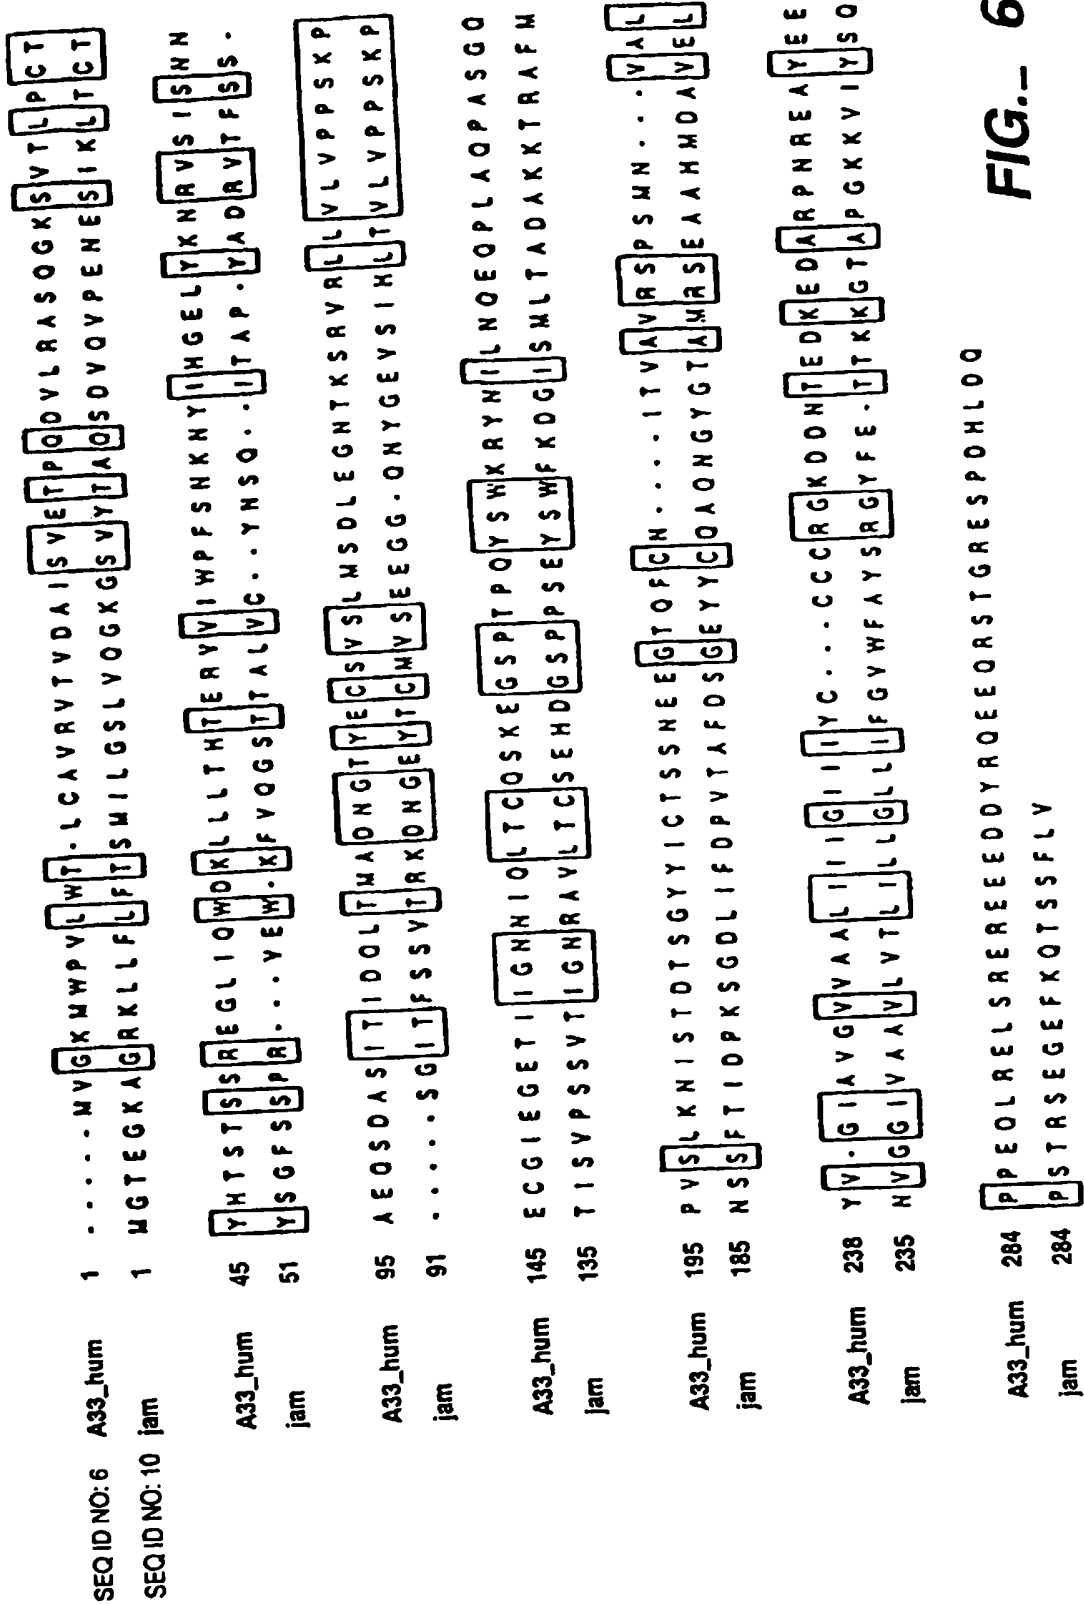 SEQ ID NO: 6 A33_hum 1 . . . . M V G K M W P V L W T . L C A V R V T V D A I S V E T P Q D V L R A S Q G K S V T L P C T
SEQ ID NO: 10 jam 1 M G T E G K A G R K L L F L F T S M I L G S L V Q G K G S V Y T A Q S D V Q V P E N E S I K L T C T
A33_hum 45 Y H T S T S S R E G L I Q W D K L L L T H T E R V V I W P F S N K N Y I H G E L Y K N R V S I S N N
jam 51 Y S G F S S P R . . . Y E W . K F V Q G S T T A L V C . . Y N S Q . . I T A P . Y A D R V T F S S .
A33_hum 95 A E Q S D A S I T I D Q L T M A D N G T Y E C S V S L M S D L E G N T K S R V R L L V L V P P S K P
jam 91 . . . . . S G I T F S S V T R K D N G E Y T C M V S E E G G . Q N Y G E V S I H L T V L V P P S K P
A33_hum 145 E C G I E G E T I I G N N I Q L T C Q S K E G S P T P Q Y S W K R Y N I L N Q E Q P L A Q P A S G Q
jam 135 T I S V P S S V T I G N R A V L T C S E H D G S P P S E Y S W F K D G I S M L T A D A K K T R A F M
A33_hum 195 P V S L K N I S T D T S G Y Y I C T S S N E E G T Q F C N . . . . I T V A V R S P S M N . . . V A L
jam 185 N S S F T I D P K S G D L I F D P V T A F D S G E Y Y C Q A Q N G Y G T A M R S E A A H M D A V E L
A33_hum 238 Y V . G I A V G V V A A L I I I G I I I Y C . . . C C C R G K D D N T E D K E D A R P N R E A Y E E
jam 235 N V G G I V A A V L V T L I L L G L L I F G V W F A Y S R G Y F E . T T K K G T A P G K K V I Y S Q
A33_hum 284 P P E Q L R E L S R E R E E E D D Y R Q E E Q R S T G R E S P D H L D Q
jam 284 P S T R S E G E F K Q T S S F L V
FIG._ 6